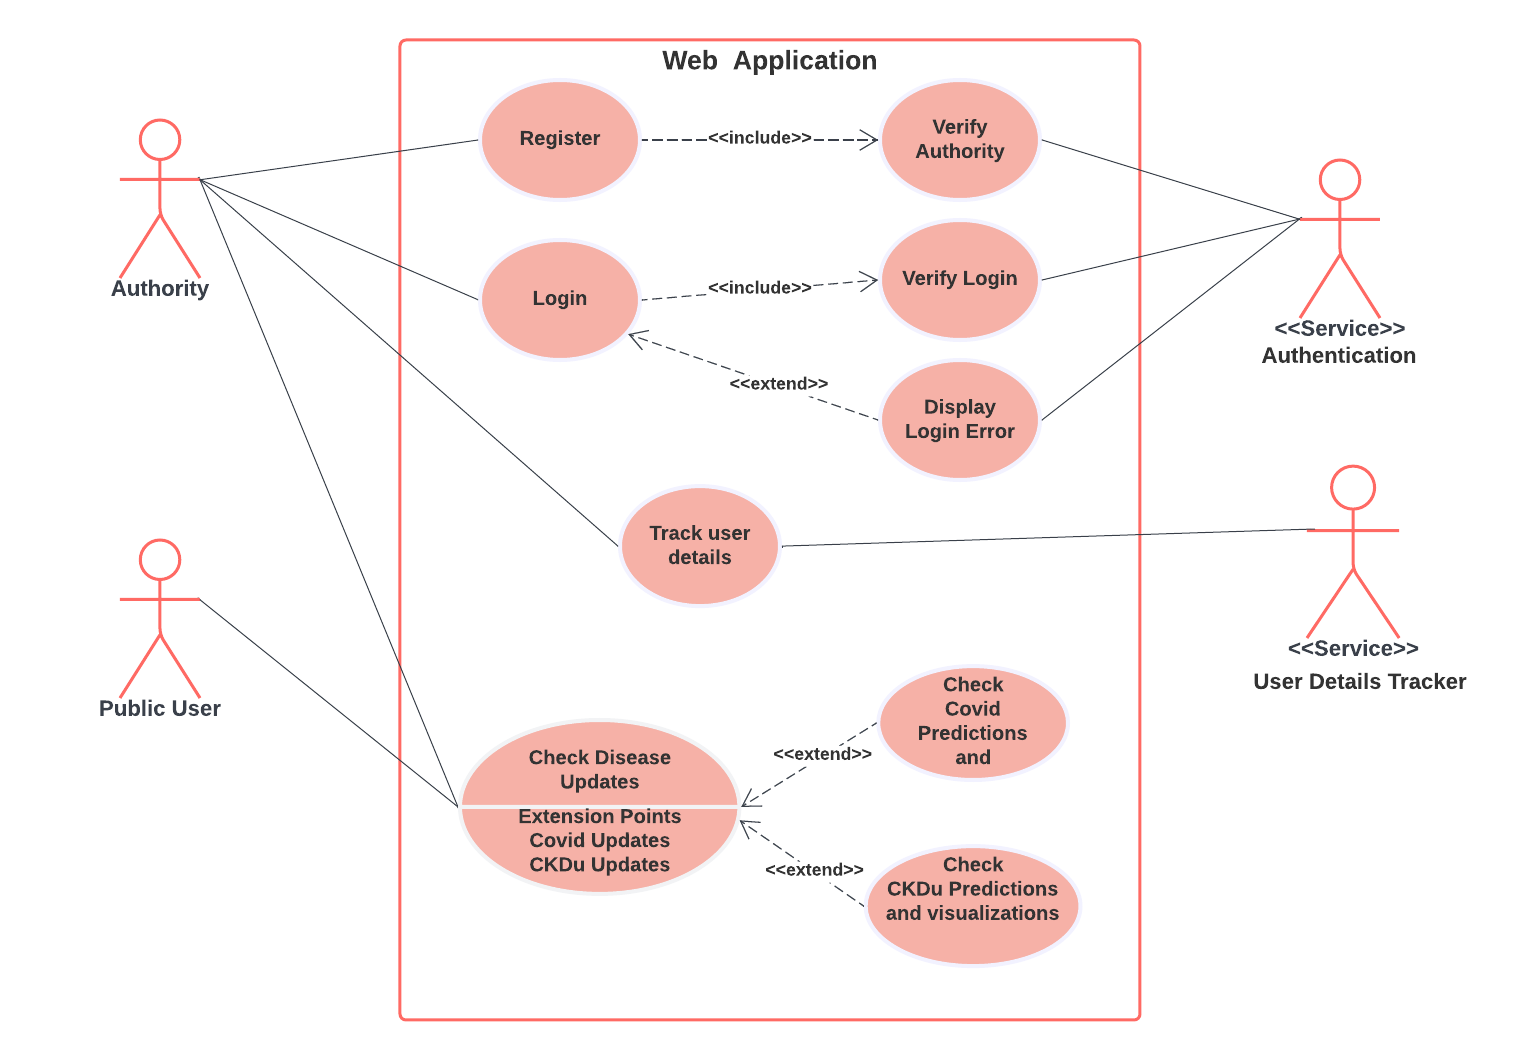 Web Application
Register
<<include>>
Verify
Authority
Authority
Login
<<include>>
Verify Login
<<extend>>
Display
Login Error
<<Service>>
Authentication
Track user
details
<<Service>>
User Details Tracker
Public User
Check Disease
Updates
Extension Points
Covid Updates
CKDu Updates
<<extend>>
Check
Covid
Predictions
and
<<extend>>
Check
CKDu Predictions
and visualizations